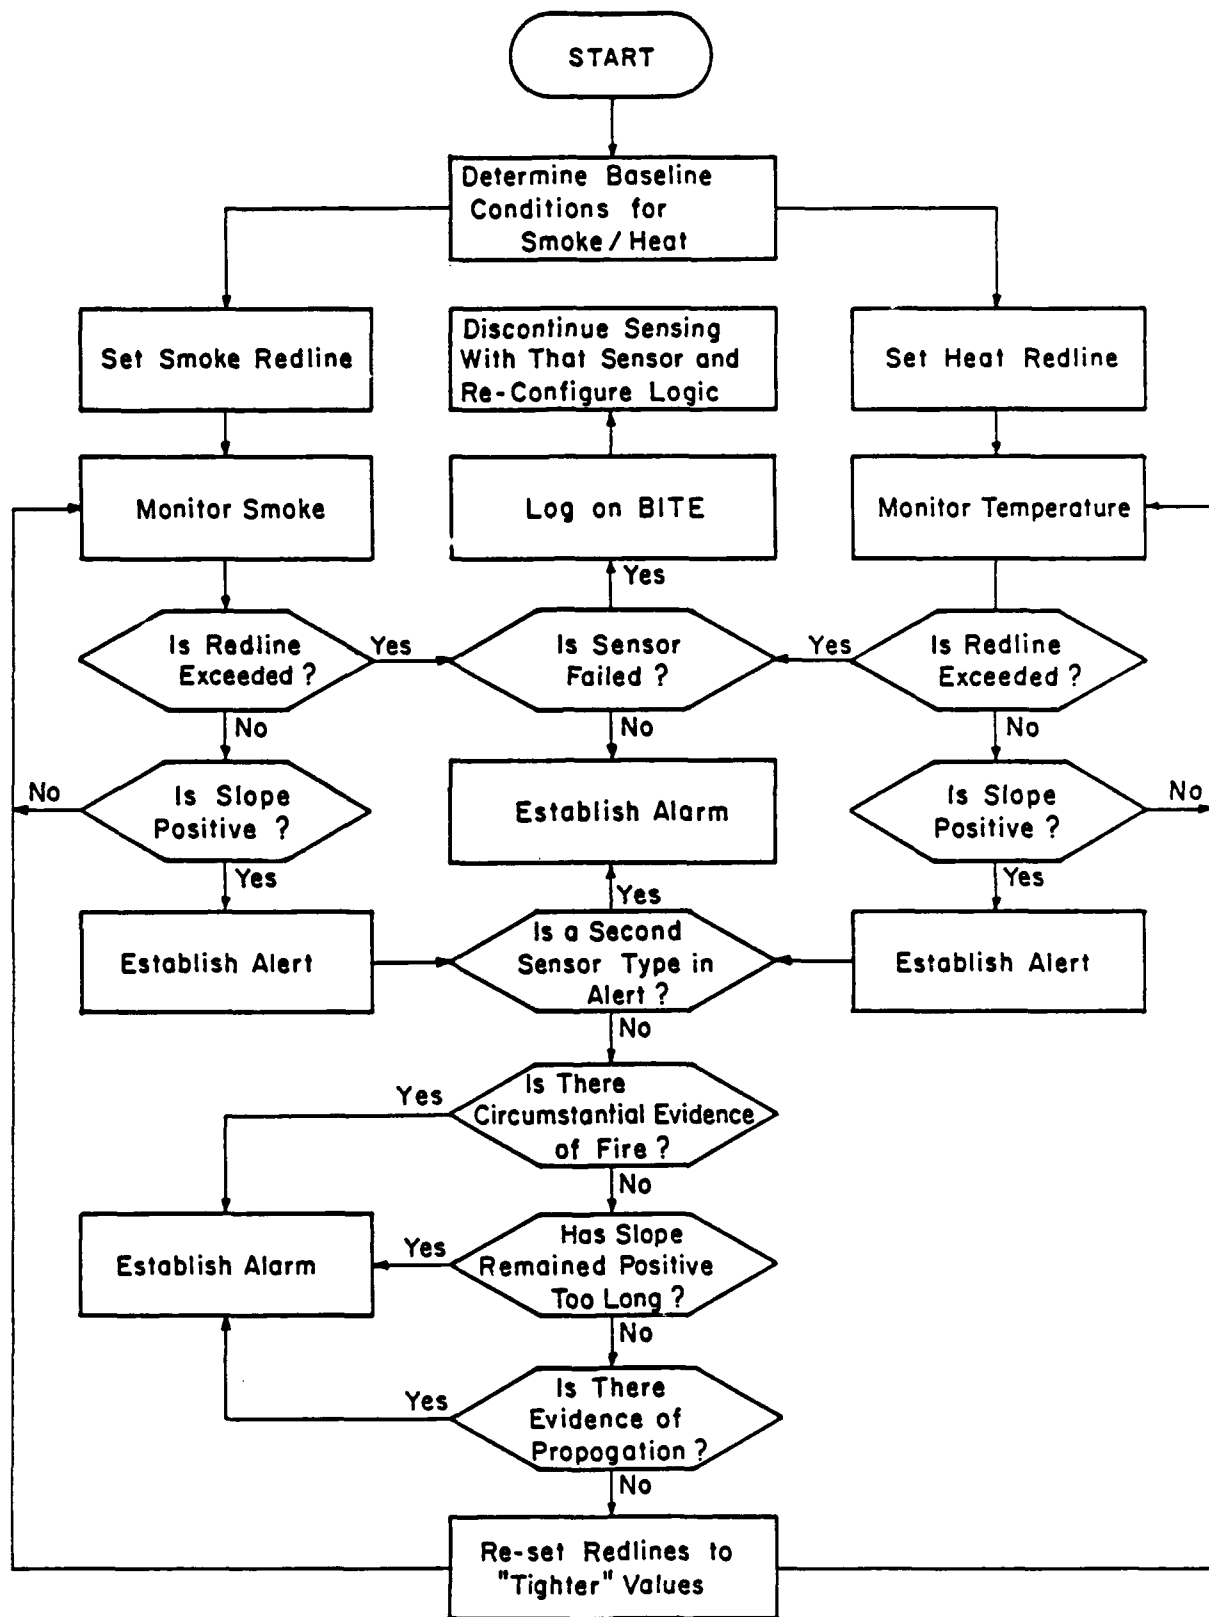 START
Determine Baseline
Conditions for
Smoke / Heat
Set Smoke Redline
Discontinue Sensing
With That Sensor and
Re-Configure Logic
Set Heat Redline
Monitor Smoke
Log on BITE
Monitor Temperature
Yes
Is Redline
Exceeded ?
Yes
Is Sensor
Failed ?
Yes
Is Redline
Exceeded ?
No
No
No
No
Is Slope
Positive ?
Establish Alarm
Is Slope
Positive ?
No
Yes
Yes
Yes
Establish Alert
Is a Second
Sensor Type in
Alert ?
Establish Alert
No
Yes
Is There
Circumstantial Evidence
of Fire ?
No
Establish Alarm
Yes
Has Slope
Remained Positive
Too Long ?
No
Yes
Is There
Evidence of
Propogation ?
No
Re-set Redlines to
"Tighter" Values